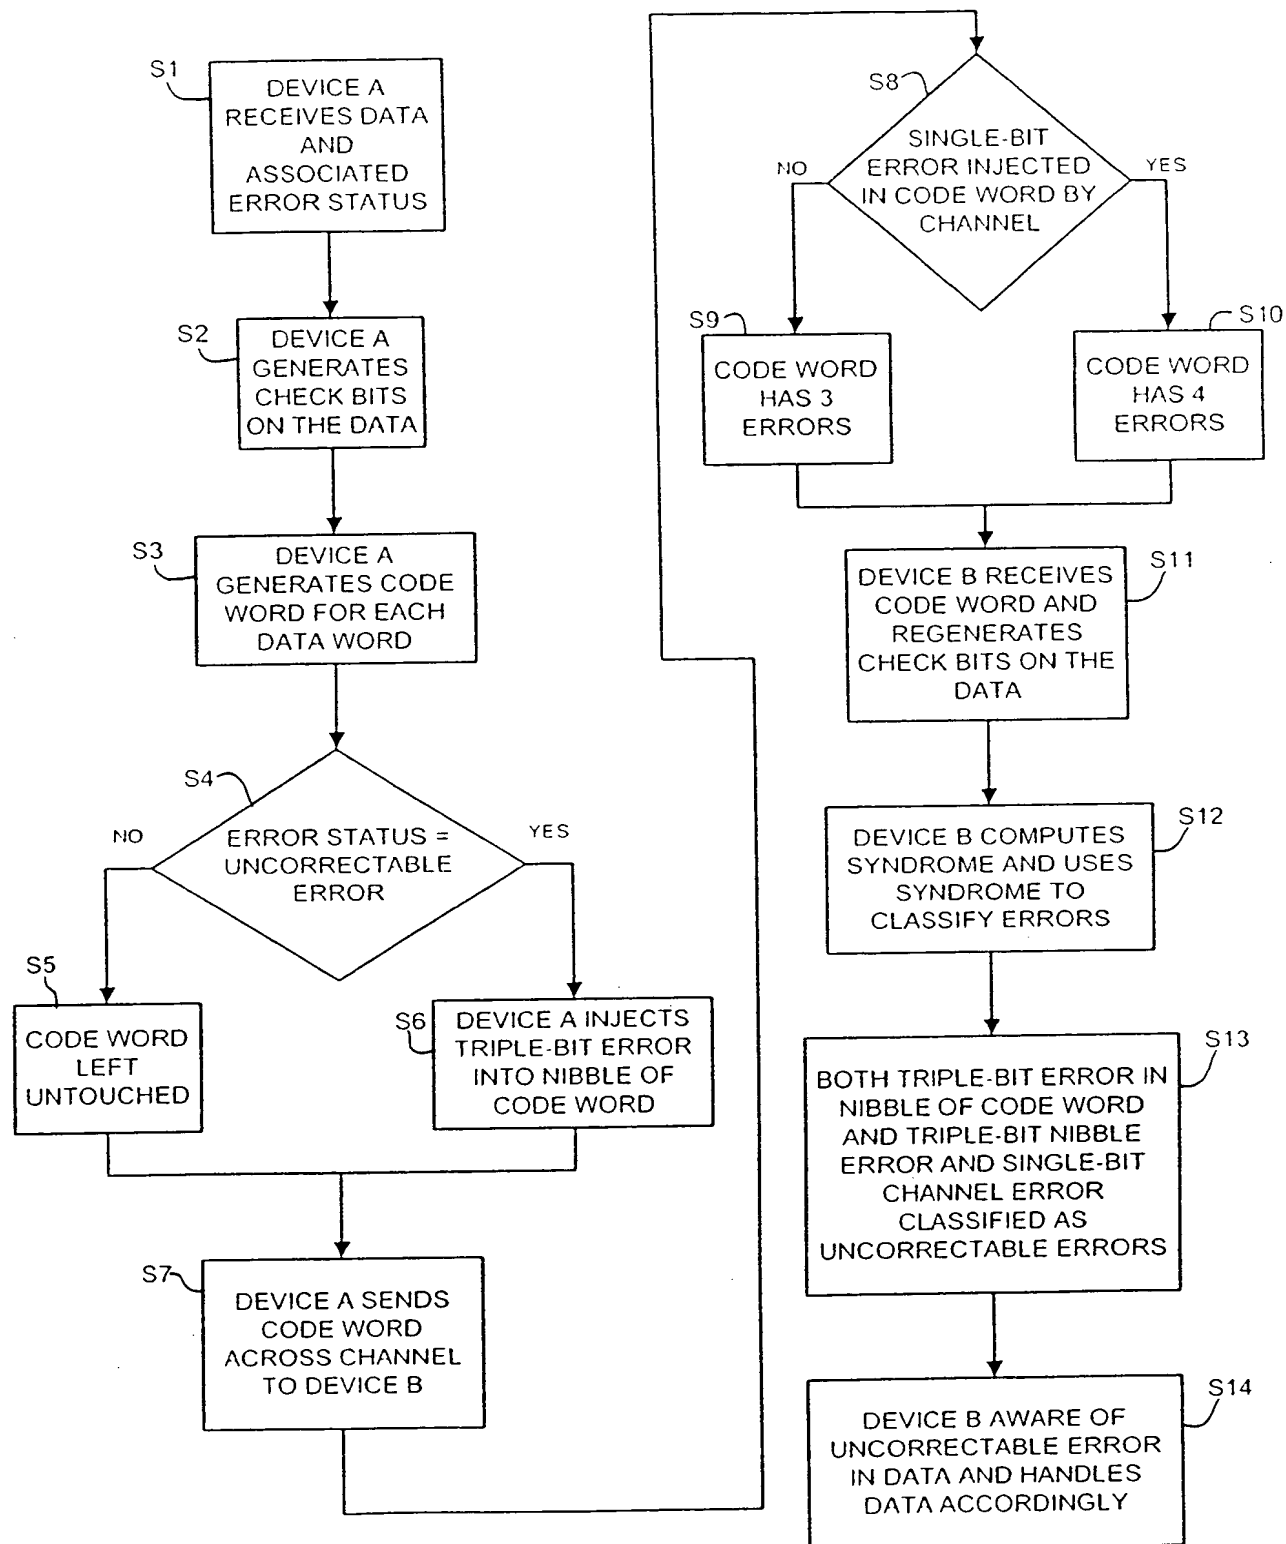 S1
DEVICE A
RECEIVES DATA
AND
ASSOCIATED
ERROR STATUS
S2
DEVICE A
GENERATES
CHECK BITS
ON THE DATA
S3
DEVICE A
GENERATES CODE
WORD FOR EACH
DATA WORD
S4
NO
ERROR STATUS =
UNCORRECTABLE
ERROR
YES
S5
CODE WORD
LEFT
UNTOUCHED
S6
DEVICE A INJECTS
TRIPLE-BIT ERROR
INTO NIBBLE OF
CODE WORD
S7
DEVICE A SENDS
CODE WORD
ACROSS CHANNEL
TO DEVICE B
S8
NO
SINGLE-BIT
ERROR INJECTED
IN CODE WORD BY
CHANNEL
YES
S9
CODE WORD
HAS 3
ERRORS
S10
CODE WORD
HAS 4
ERRORS
S11
DEVICE B RECEIVES
CODE WORD AND
REGENERATES
CHECK BITS ON THE
DATA
S12
DEVICE B COMPUTES
SYNDROME AND USES
SYNDROME TO
CLASSIFY ERRORS
S13
BOTH TRIPLE-BIT ERROR IN
NIBBLE OF CODE WORD
AND TRIPLE-BIT NIBBLE
ERROR AND SINGLE-BIT
CHANNEL ERROR
CLASSIFIED AS
UNCORRECTABLE ERRORS
S14
DEVICE B AWARE OF
UNCORRECTABLE ERROR
IN DATA AND HANDLES
DATA ACCORDINGLY